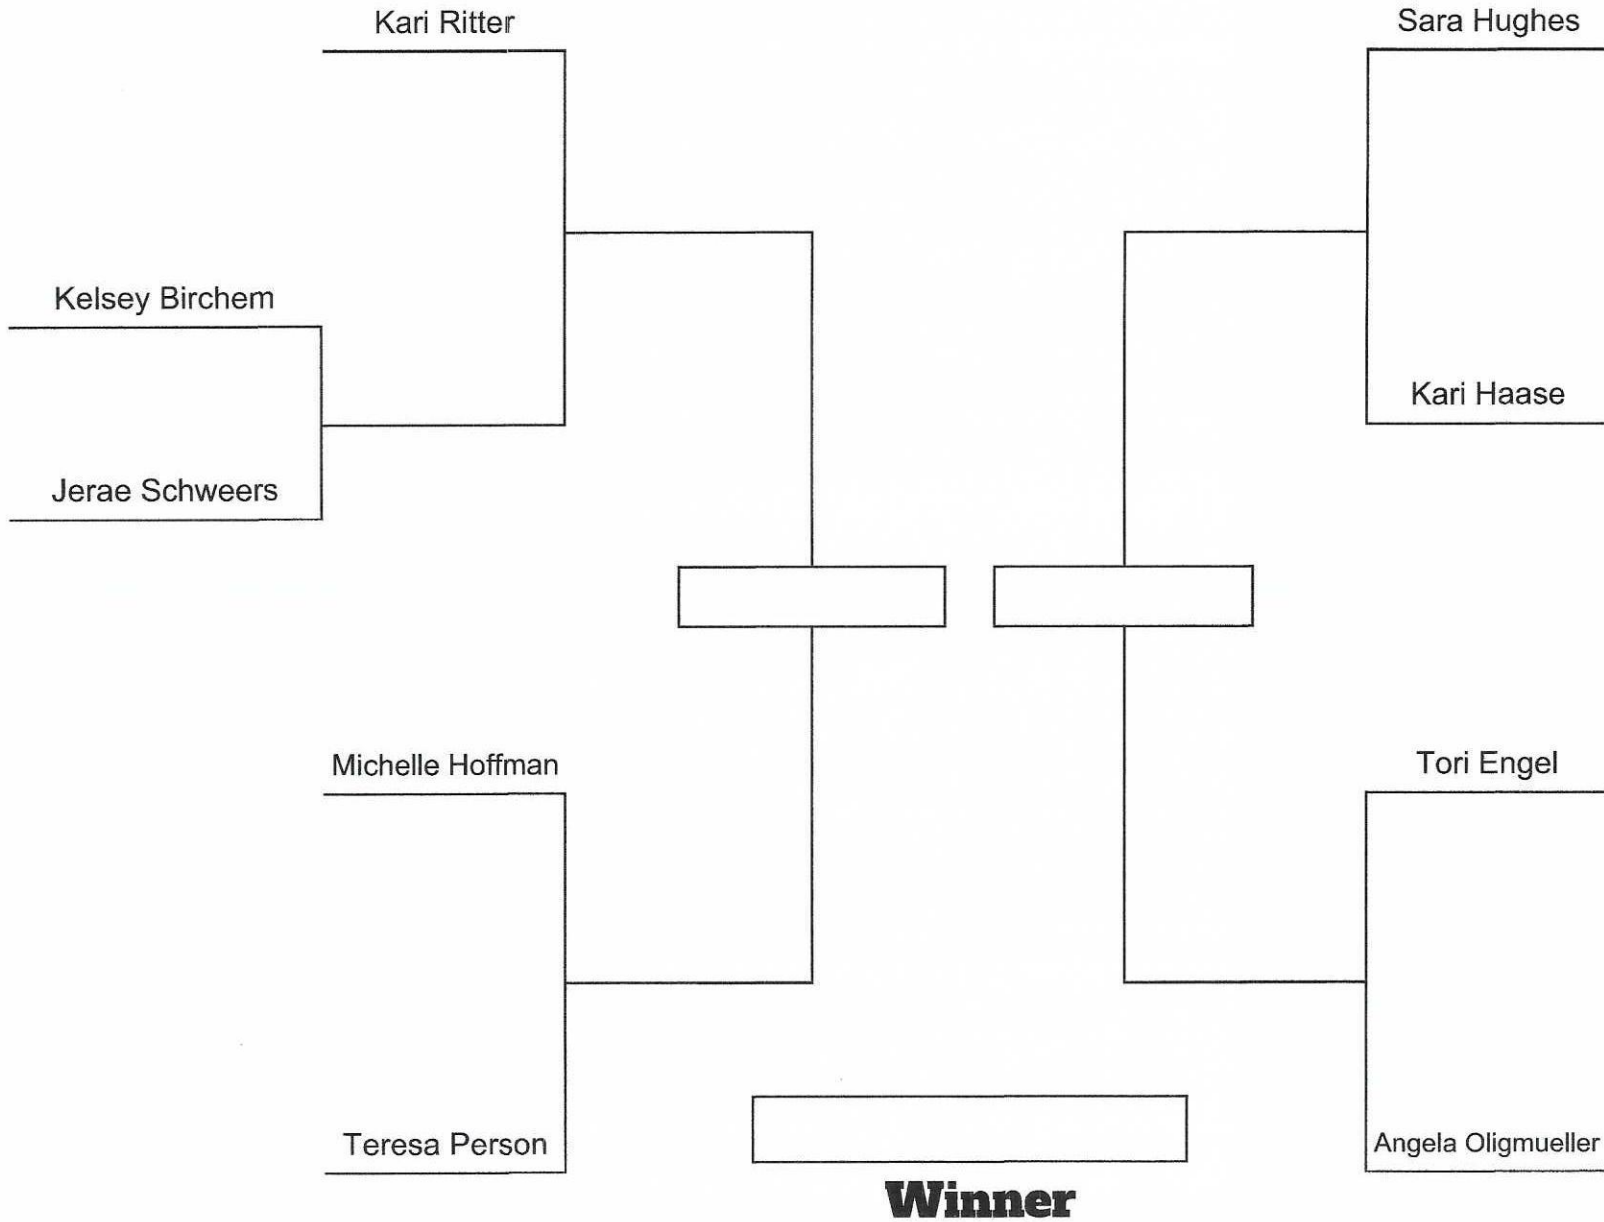 Kari Ritter
Sara Hughes
Kelsey Birchem
Kari Haase
Jerae Schweers
Michelle Hoffman
Tori Engel
Teresa Person
Angela Oligmueller
Winner